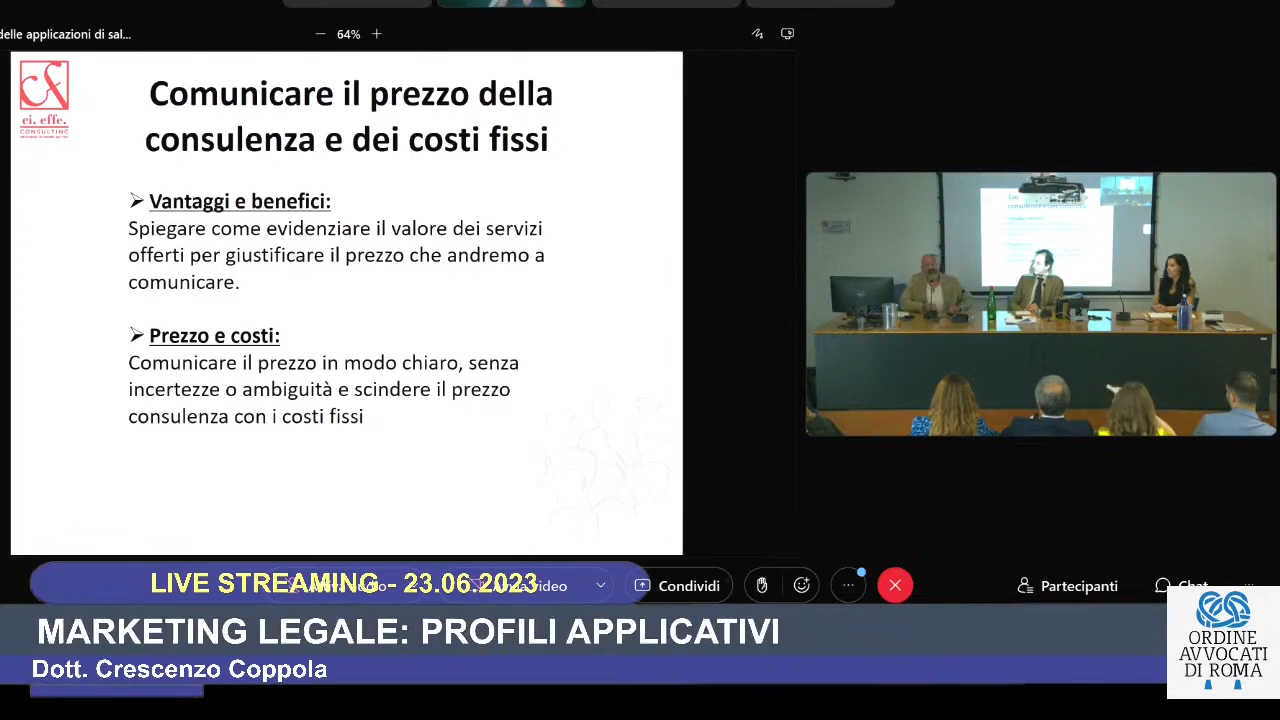 delle applicazioni di sal...
64%
ci. effe.
CONSULTING
Comunicare il prezzo della
consulenza e dei costi fissi
Vantaggi e benefici:
Spiegare come evidenziare il valore dei servizi
offerti per giustificare il prezzo che andremo a
comunicare.
Prezzo e costi:
Comunicare il prezzo in modo chiaro, senza
incertezze o ambiguità e scindere il prezzo
consulenza con i costi fissi
LIVE STREAMING - 23.06.2023
Condividi
Partecipanti
Chat
MARKETING LEGALE: PROFILI APPLICATIVI
Dott. Crescenzo Coppola
ORDINE
AVVOCATI
DI ROMA